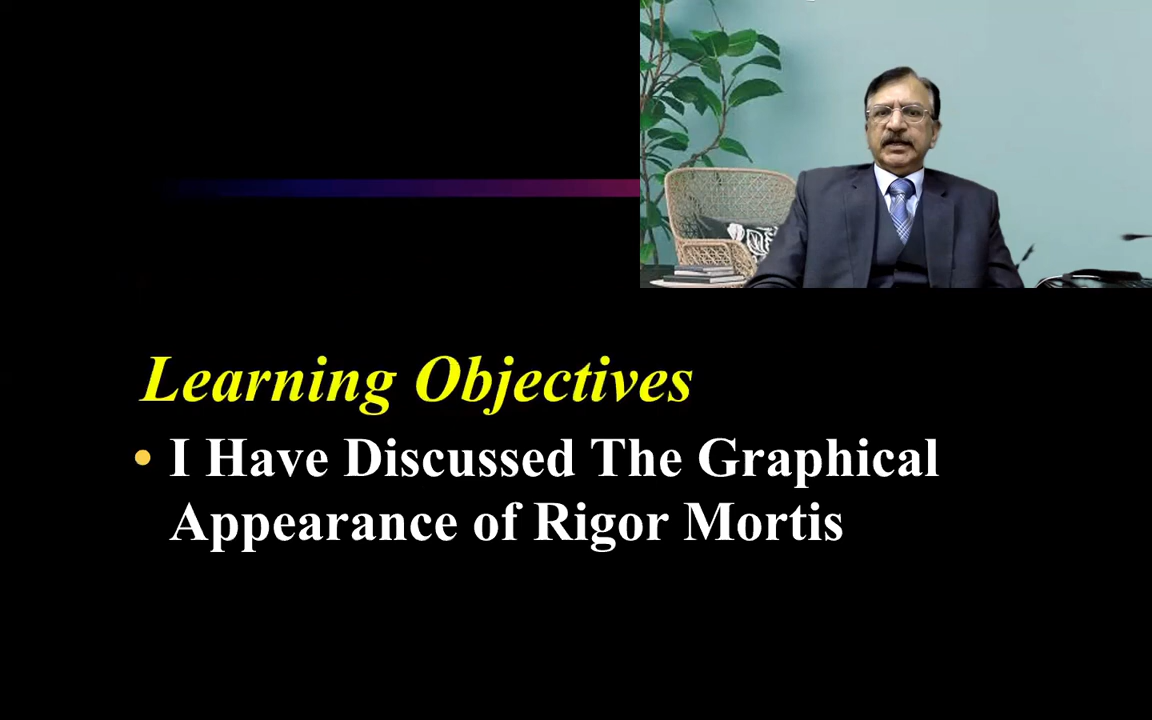 Learning Objectives
• I Have Discussed The Graphical
Appearance of Rigor Mortis